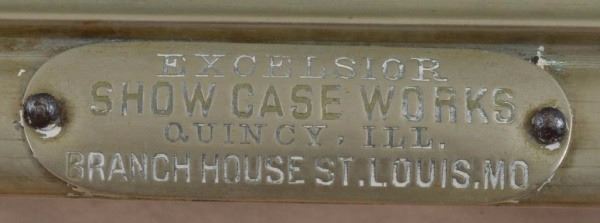 EXCELSIOR
SHOW CASE WORKS
QUINCY, ILL.
BRANCH HOUSE ST. LOUIS. MO